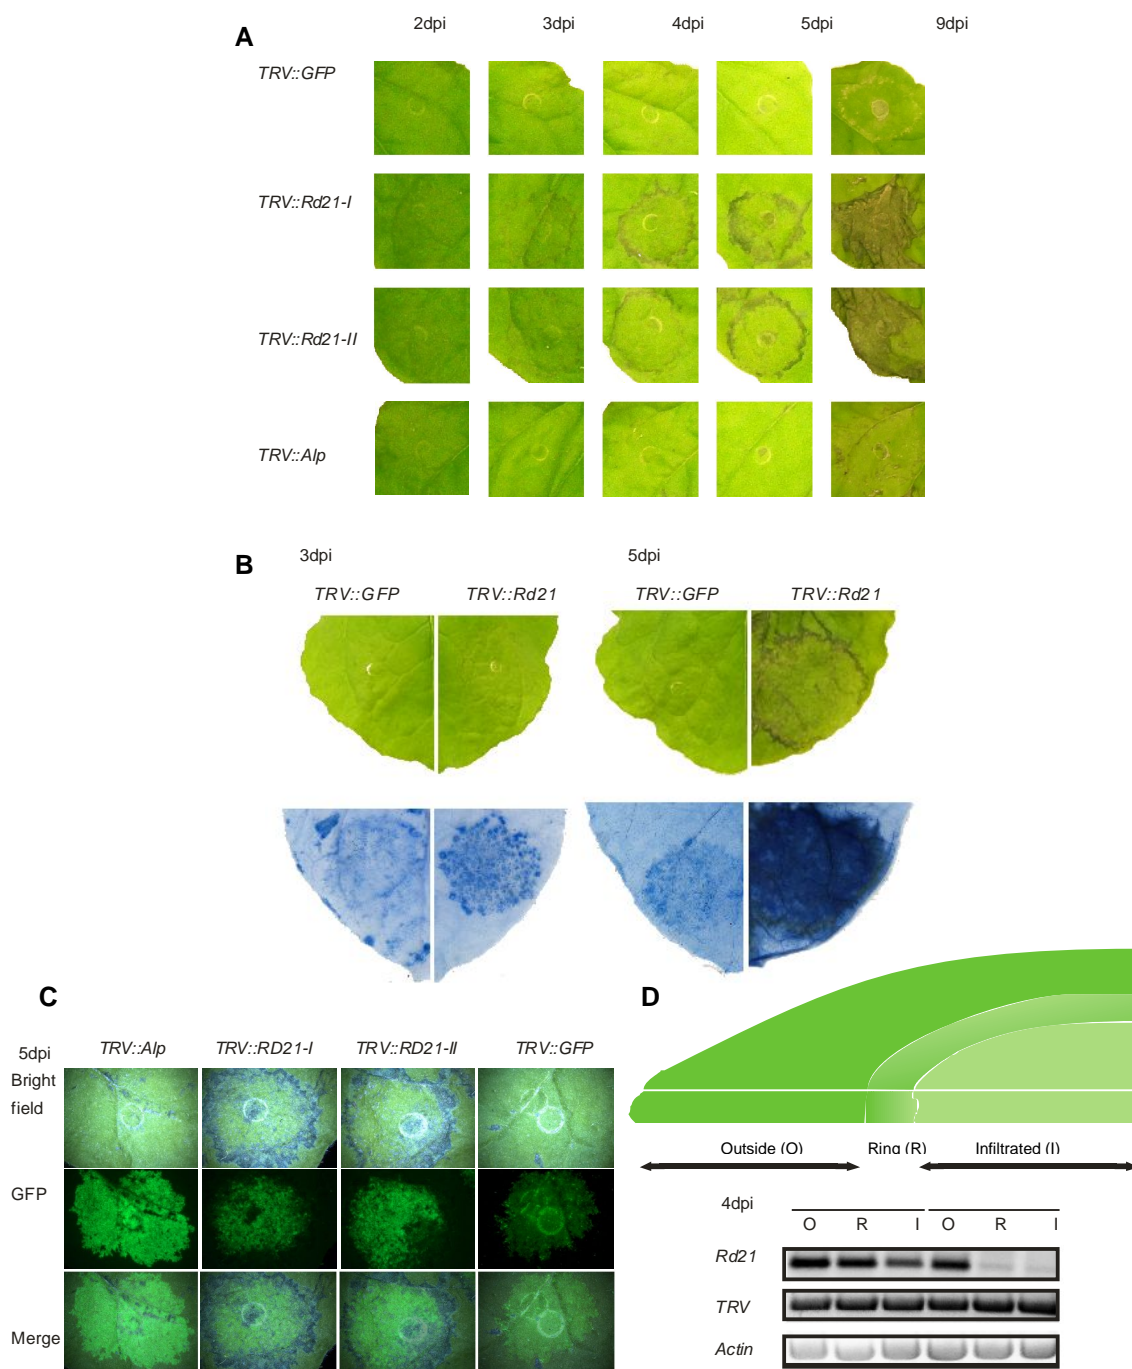 A
2dpi 3dpi 4dpi 5dpi 9dpi
TRV::GFP
TRV::Rd21-I
TRV::Rd21-II
TRV::Alp
B
3dpi 5dpi
TRV::GFP TRV::Rd21 TRV::GFP TRV::Rd21
C
5dpi TRV::Alp TRV::RD21-I TRV::RD21-II TRV::GFP
Bright
field
GFP
Merge
D
Outside (O) Ring (R) Infiltrated (I)
4dpi
O R I O R I
Rd21
TRV
Actin